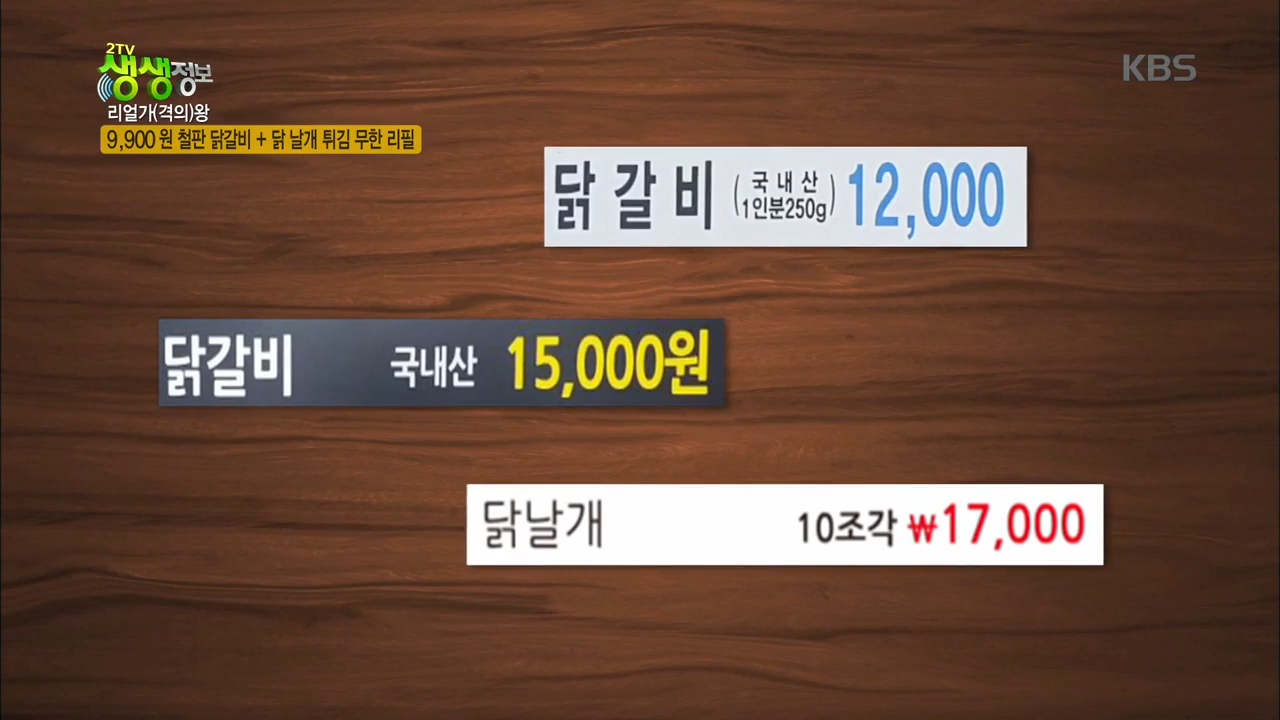 2TV
생생정보
KBS
리얼가(격의)왕
9,900원 철판 닭갈비 + 닭 날개 튀김 무한 리필
닭갈비 (국내산 1인분250g) 12,000
닭갈비 국내산 15,000원
닭날개 10조각 ₩17,000